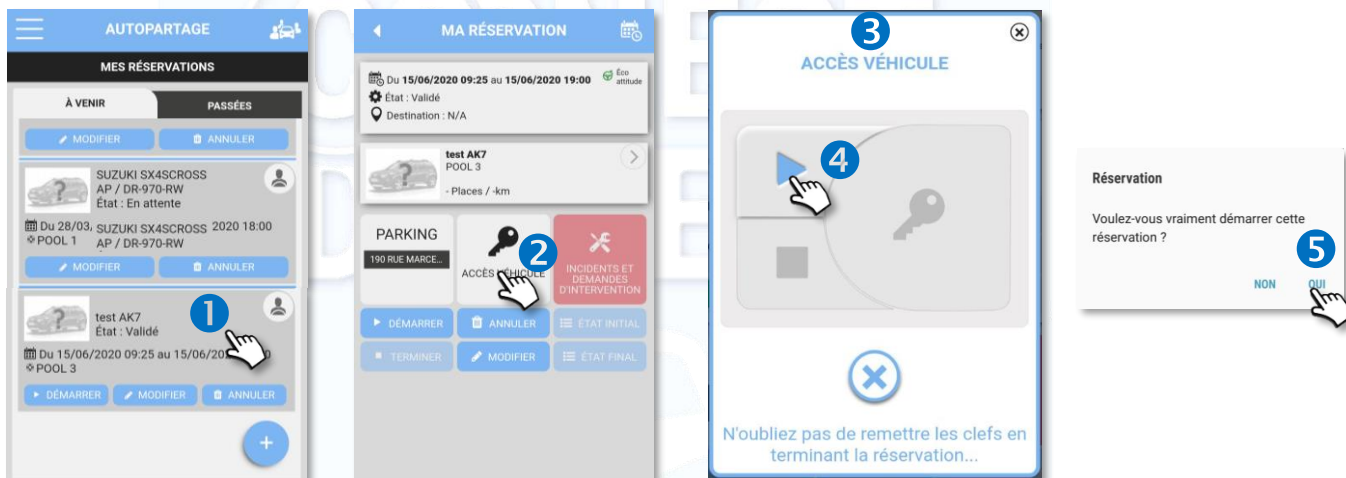 AUTOPARTAGE
MES RÉSERVATIONS
À VENIR
PASSÉES
MODIFIER
ANNULER
SUZUKI SX4SCROSS
AP / DR-970-RW
État : En attente
Du 28/03,
SUZUKI SX4SCROSS
2020 18:00
POOL 1
AP / DR-970-RW
MODIFIER
ANNULER
test AK7
État : Validé
1
Du 15/06/2020 09:25 au 15/06/20
0
POOL 3
DÉMARRER
MODIFIER
ANNULER
+
MA RÉSERVATION
Du 15/06/2020 09:25 au 15/06/2020 19:00
Éco
attitude
État : Validé
Destination : N/A
test AK7
POOL 3
- Places / -km
PARKING
190 RUE MARCE...
2
ACCÈS VÉHICULE
INCIDENTS ET
DEMANDES
D'INTERVENTION
DÉMARRER
ANNULER
ÉTAT INITIAL
TERMINER
MODIFIER
ÉTAT FINAL
3
ACCÈS VÉHICULE
4
N'oubliez pas de remettre les clefs en
terminant la réservation...
Réservation
Voulez-vous vraiment démarrer cette
réservation ?
5
NON
OUI